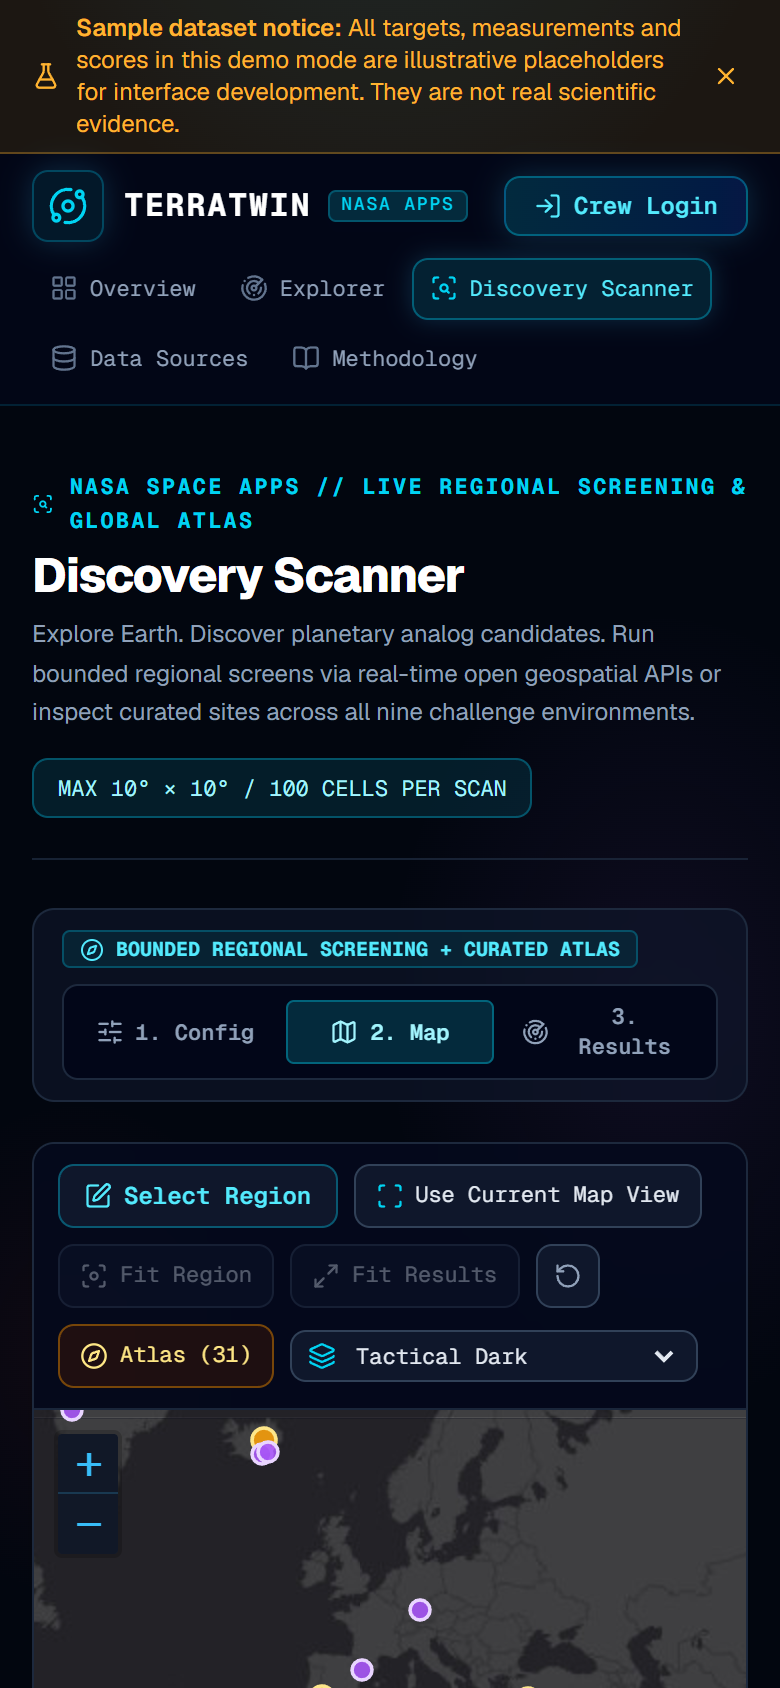 Sample dataset notice: All targets, measurements and
scores in this demo mode are illustrative placeholders
for interface development. They are not real scientific
evidence.
TERRATWIN
NASA APPS
Crew Login
Overview
Explorer
Discovery Scanner
Data Sources
Methodology
NASA SPACE APPS // LIVE REGIONAL SCREENING &
GLOBAL ATLAS
Discovery Scanner
Explore Earth. Discover planetary analog candidates. Run
bounded regional screens via real-time open geospatial APIs or
inspect curated sites across all nine challenge environments.
MAX 10° × 10° / 100 CELLS PER SCAN
BOUNDED REGIONAL SCREENING + CURATED ATLAS
1. Config
2. Map
3.
Results
Select Region
Use Current Map View
Fit Region
Fit Results
Atlas (31)
Tactical Dark
+
−